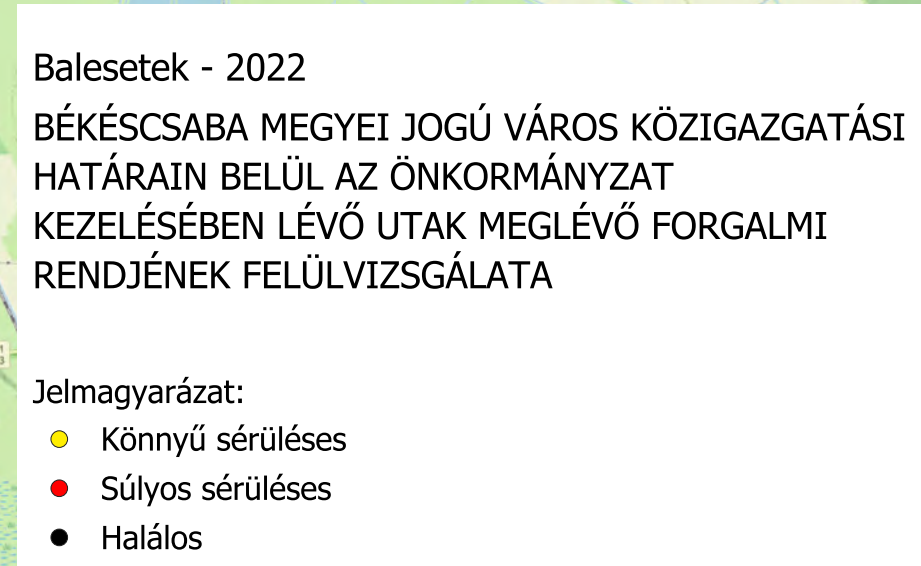 Balesetek - 2022
BÉKÉSCSABA MEGYEI JOGÚ VÁROS KÖZIGAZGATÁSI
HATÁRAIN BELÜL AZ ÖNKORMÁNYZAT
KEZELÉSÉBEN LÉVŐ UTAK MEGLÉVŐ FORGALMI
RENDJÉNEK FELÜLVIZSGÁLATA
Jelmagyarázat:
Könnyű sérüléses
Súlyos sérüléses
Halálos